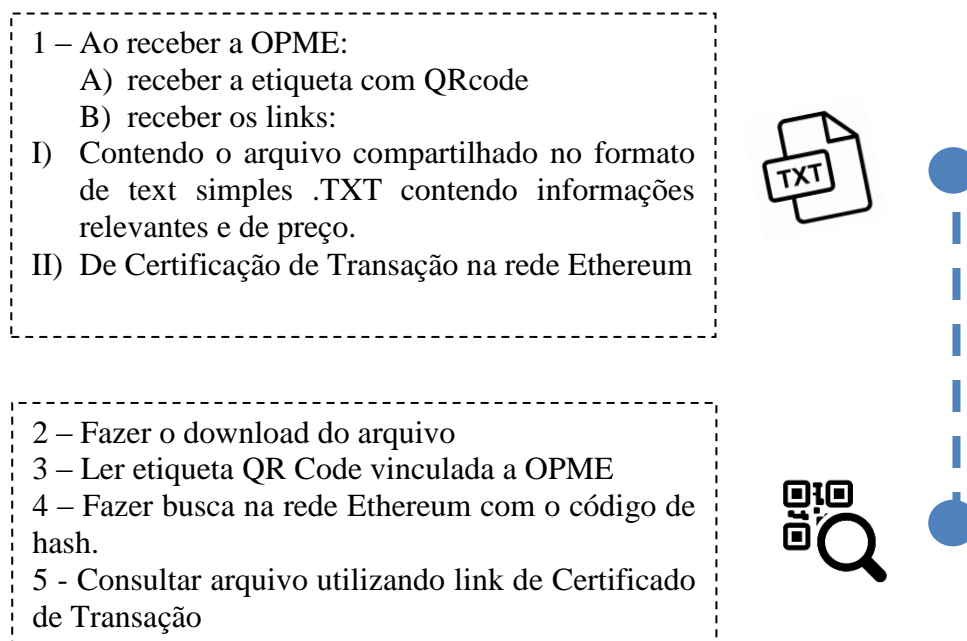 1 – Ao receber a OPME:
A) receber a etiqueta com QRcode
B) receber os links:
I) Contendo o arquivo compartilhado no formato
de text simples .TXT contendo informações
relevantes e de preço.
II) De Certificação de Transação na rede Ethereum
TXT
2 – Fazer o download do arquivo
3 – Ler etiqueta QR Code vinculada a OPME
4 – Fazer busca na rede Ethereum com o código de
hash.
5 - Consultar arquivo utilizando link de Certificado
de Transação